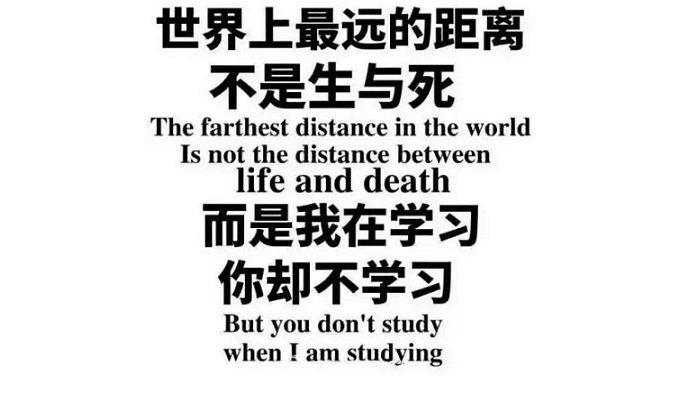 世界上最远的距离
不是生与死
The farthest distance in the world
Is not the distance between
life and death
而是我在学习
你却不学习
But you don't study
when I am studying